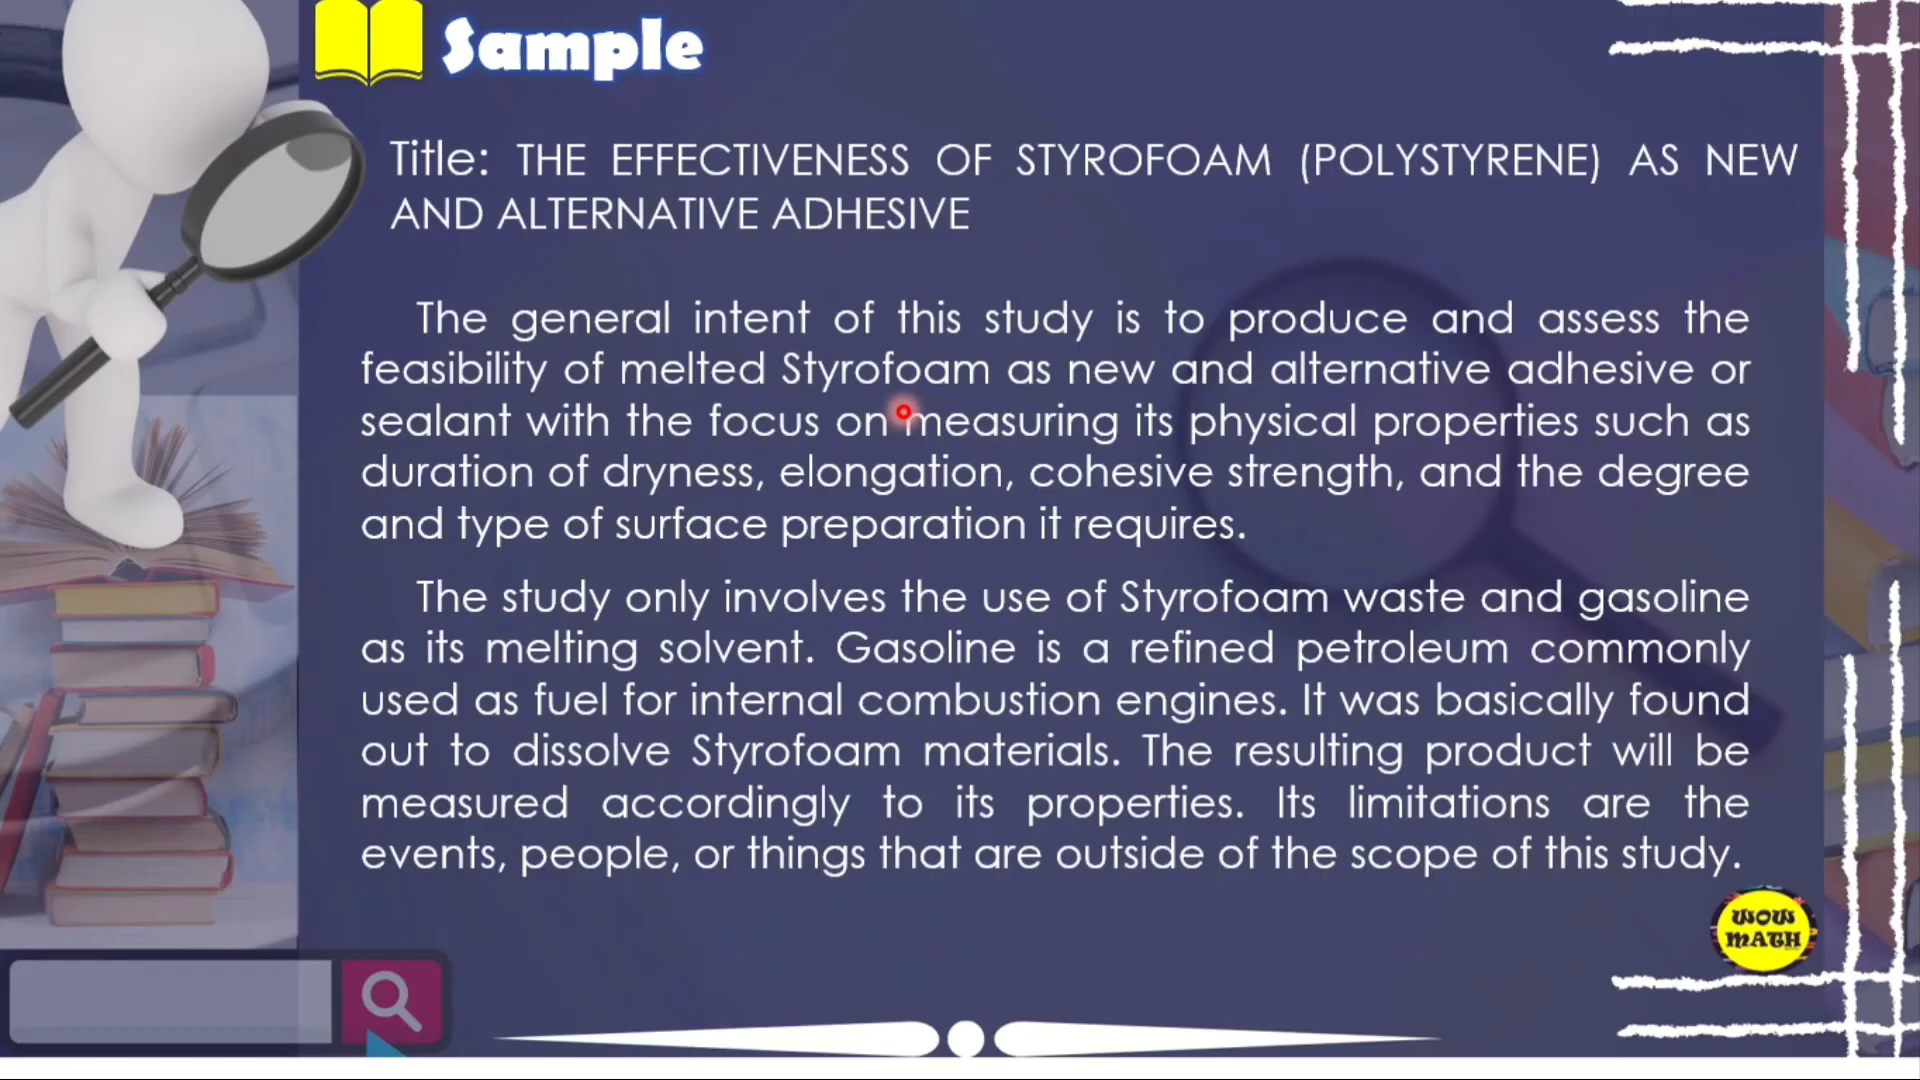 Sample
Title: THE EFFECTIVENESS OF STYROFOAM (POLYSTYRENE) AS NEW
AND ALTERNATIVE ADHESIVE
The general intent of this study is to produce and assess the
feasibility of melted Styrofoam as new and alternative adhesive or
sealant with the focus on measuring its physical properties such as
duration of dryness, elongation, cohesive strength, and the degree
and type of surface preparation it requires.
The study only involves the use of Styrofoam waste and gasoline
as its melting solvent. Gasoline is a refined petroleum commonly
used as fuel for internal combustion engines. It was basically found
out to dissolve Styrofoam materials. The resulting product will be
measured accordingly to its properties. Its limitations are the
events, people, or things that are outside of the scope of this study.
WOW
MATH